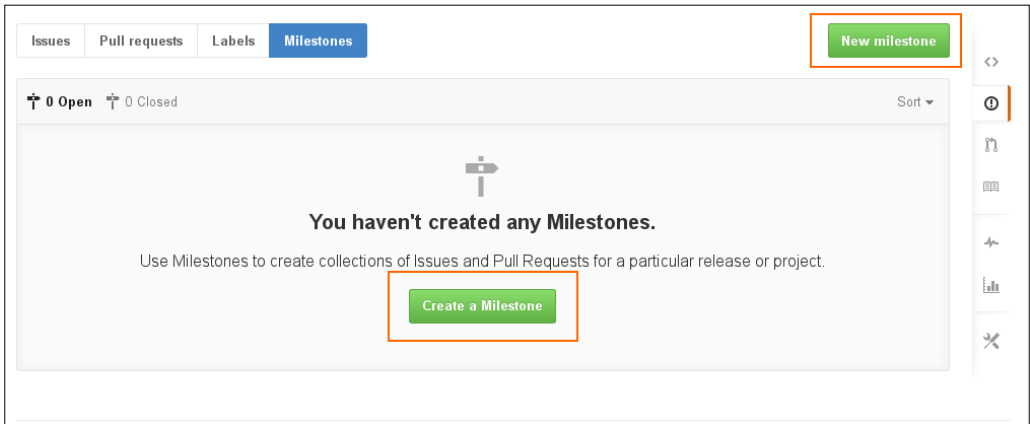 Issues Pull requests Labels Milestones New milestone
0 Open 0 Closed Sort
You haven't created any Milestones.
Use Milestones to create collections of Issues and Pull Requests for a particular release or project.
Create a Milestone